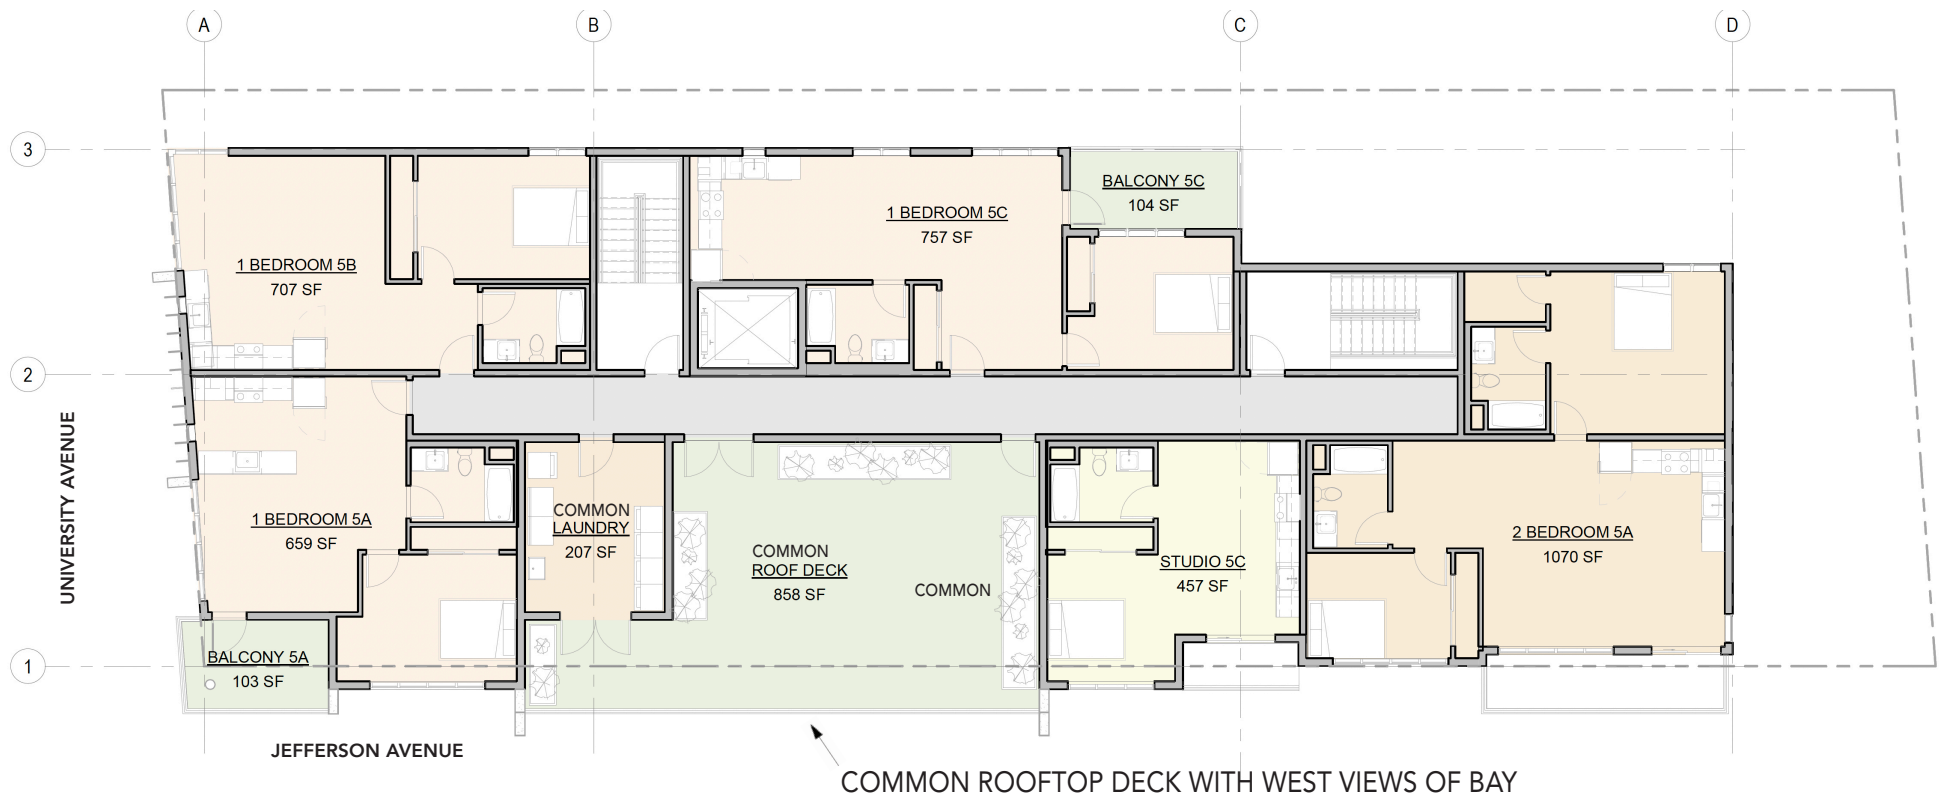 A
B
C
D
3
BALCONY 5C
104 SF
1 BEDROOM 5C
757 SF
1 BEDROOM 5B
707 SF
2
UNIVERSITY AVENUE
1 BEDROOM 5A
659 SF
COMMON
LAUNDRY
207 SF
COMMON
ROOF DECK
858 SF
COMMON
STUDIO 5C
457 SF
2 BEDROOM 5A
1070 SF
1
BALCONY 5A
103 SF
JEFFERSON AVENUE
COMMON ROOFTOP DECK WITH WEST VIEWS OF BAY